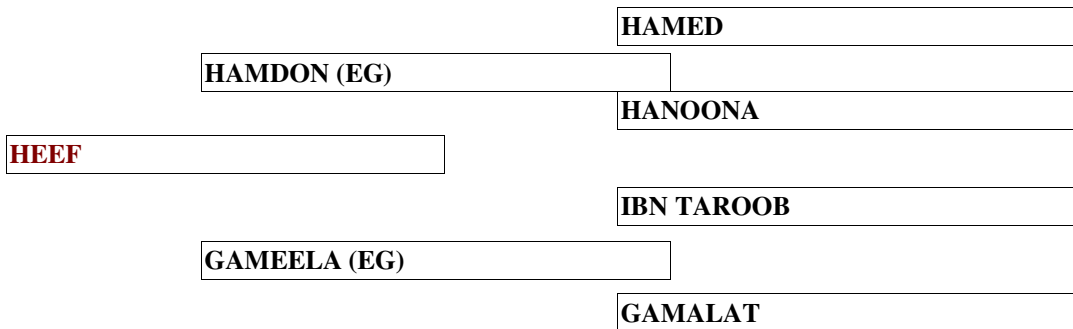 HAMED
HAMDON (EG)
HANOONA
HEEF
IBN TAROOB
GAMEELA (EG)
GAMALAT